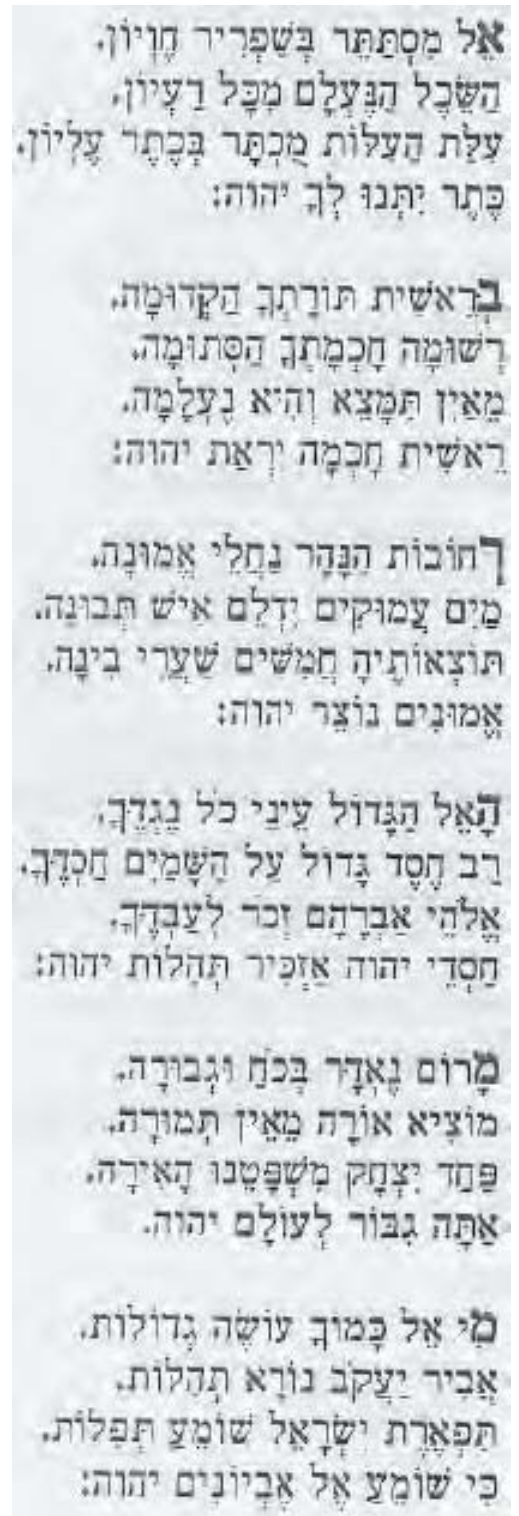 אֵל מִסְתַּתֵּר בְּשַׁפְרִיר חֶבְיוֹן,
הַשֵּׂכֶל הַנֶּעְלָם מִכָּל רַעְיוֹן,
עִלַּת הָעִלּוֹת מֻכְתָּר בְּכֶתֶר עֶלְיוֹן,
כֶּתֶר יִתְּנוּ לְךָ יהוה:
בְּרֵאשִׁית תּוֹרָתְךָ הַקְּדוּמָה,
רְשׁוּמָה חָכְמָתְךָ הַסְּתוּמָה,
מֵאַיִן תִּמָּצֵא וְהִיא נֶעְלָמָה,
רֵאשִׁית חָכְמָה יִרְאַת יהוה:
רְחוֹבוֹת הַנָּהָר נַחֲלֵי אֱמוּנָה,
מַיִם עֲמוּקִים יִדְלֵם אִישׁ תְּבוּנָה,
תּוֹצְאוֹתֶיהָ חֲמִשִּׁים שַׁעֲרֵי בִינָה,
אֱמוּנִים נוֹצֵר יהוה:
הָאֵל הַגָּדוֹל עֵינֵי כֹל נֶגְדֶּךָ,
רַב חֶסֶד גָּדוֹל עַל הַשָּׁמַיִם חַסְדֶּךָ,
אֱלֹהֵי אַבְרָהָם זְכֹר לְעַבְדֶּךָ,
חַסְדֵי יהוה אַזְכִּיר תְּהִלּוֹת יהוה:
מָרוֹם נֶאְדָּר בְּכֹחַ וּגְבוּרָה,
מוֹצִיא אוֹרָה מֵאֵין תְּמוּרָה,
פַּחַד יִצְחָק מִשְׁפָּטֵנוּ הָאִירָה,
אַתָּה גִבּוֹר לְעוֹלָם יהוה.
מִי אֵל כָּמוֹךָ עוֹשֶׂה גְדוֹלוֹת,
אֲבִיר יַעֲקֹב נוֹרָא תְהִלּוֹת,
תִּפְאֶרֶת יִשְׂרָאֵל שׁוֹמֵעַ תְּפִלּוֹת,
כִּי שׁוֹמֵעַ אֶל אֶבְיוֹנִים יהוה: